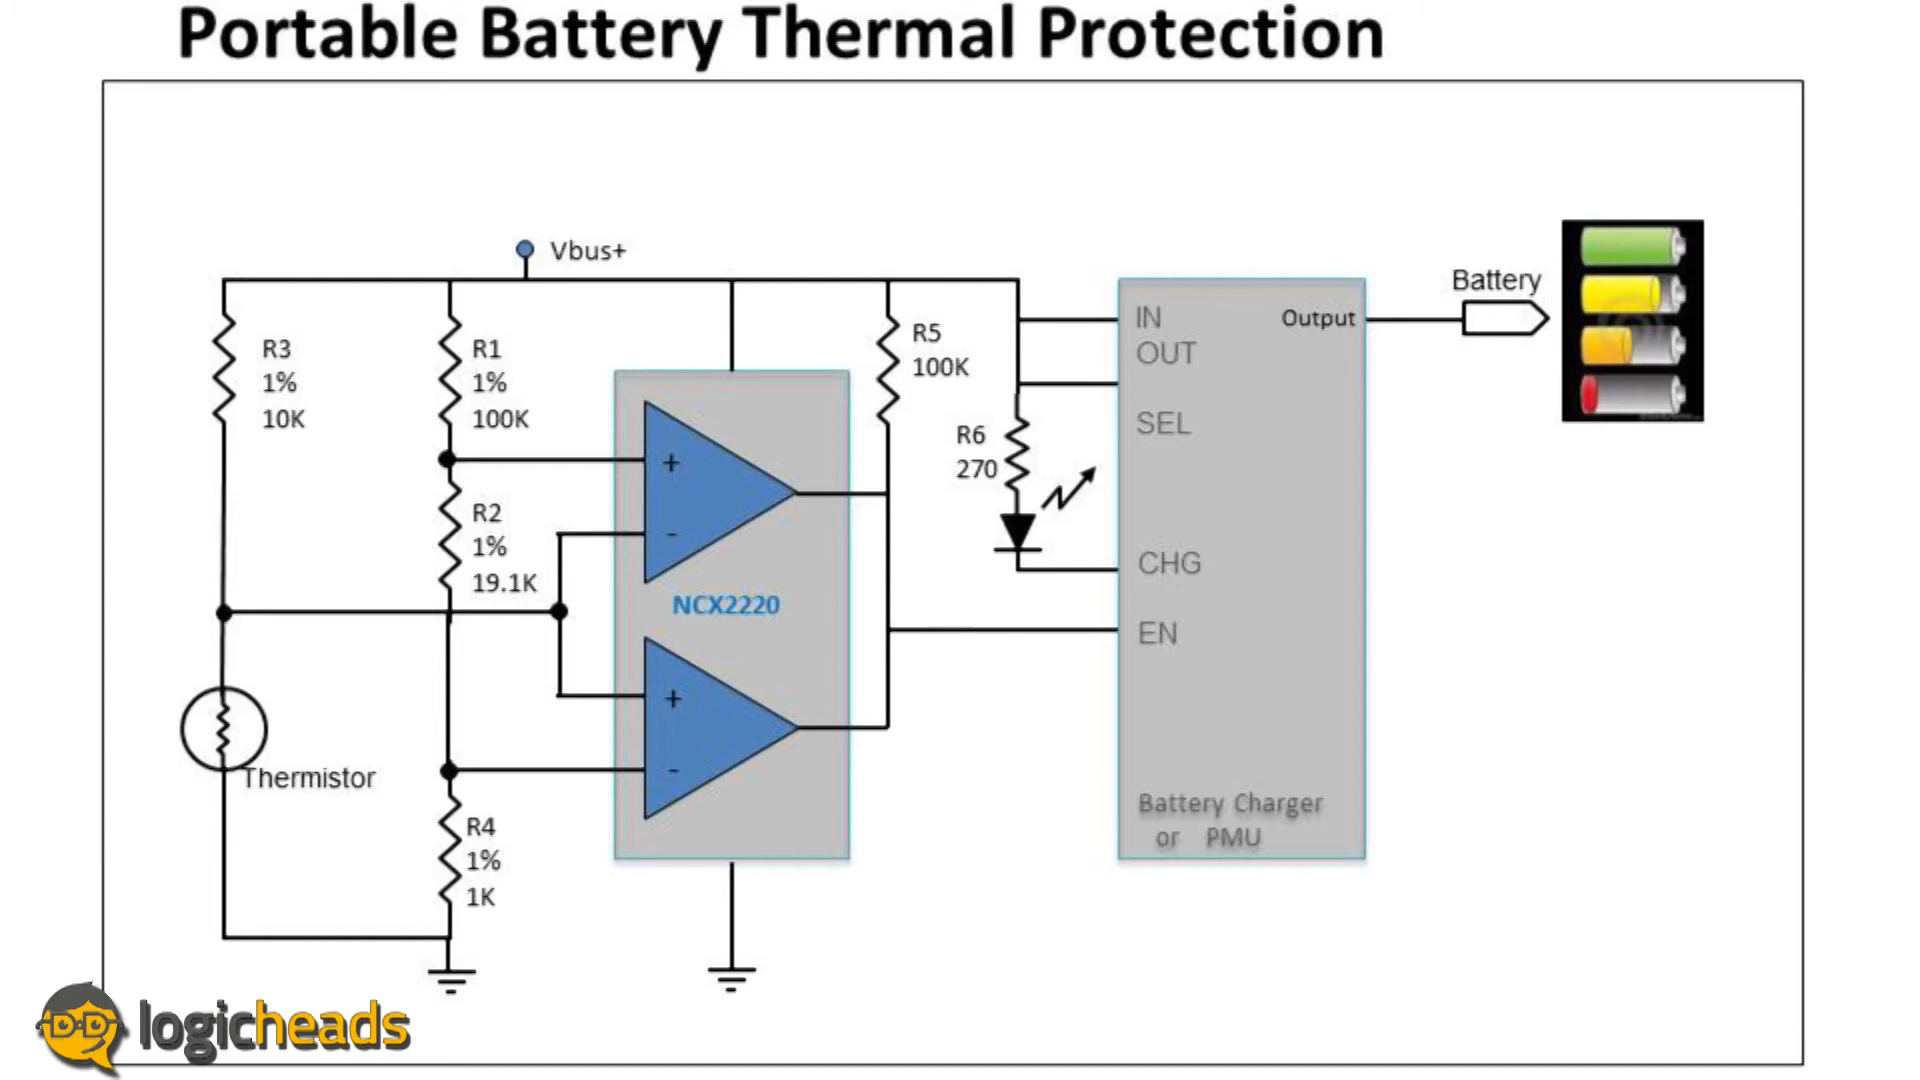 Portable Battery Thermal Protection
Vbus+
R3
1%
10K
R1
1%
100K
R2
1%
19.1K
R4
1%
1K
Thermistor
+
-
NCX2220
+
-
R5
100K
R6
270
IN
OUT
SEL
CHG
EN
Output
Battery Charger
or PMU
Battery
logicheads